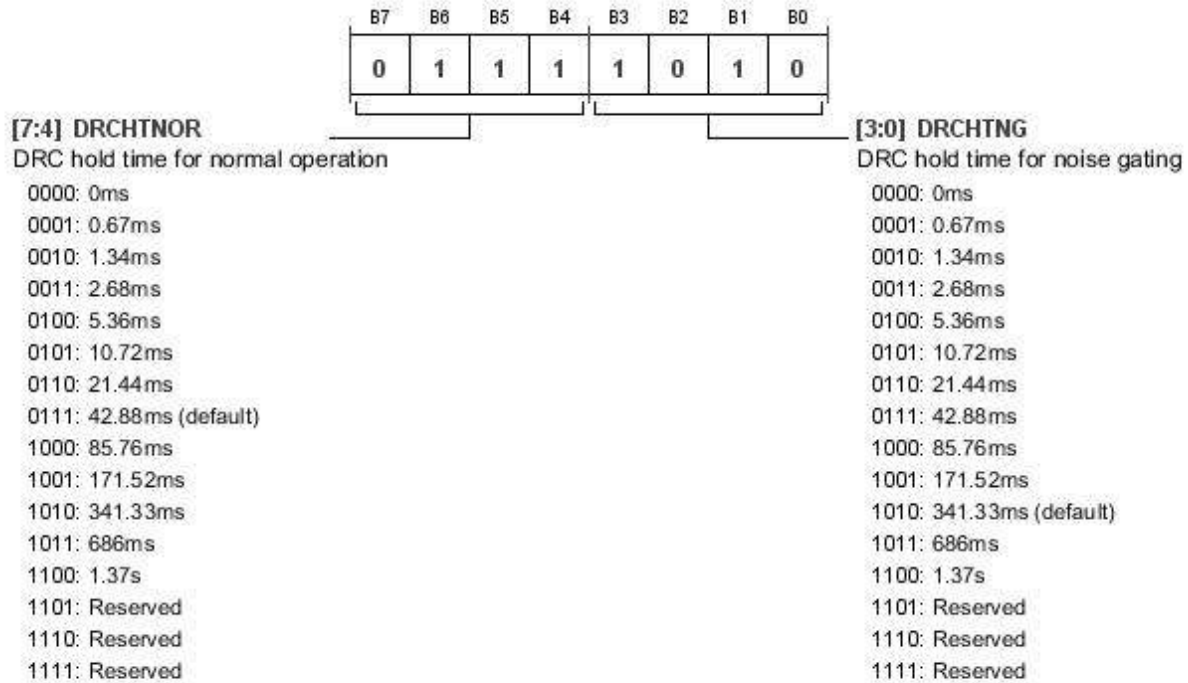 B7 B6 B5 B4 B3 B2 B1 B0
0 1 1 1 1 0 1 0
[7:4] DRCHTNOR
DRC hold time for normal operation
0000: 0ms
0001: 0.67ms
0010: 1.34ms
0011: 2.68ms
0100: 5.36ms
0101: 10.72ms
0110: 21.44ms
0111: 42.88ms (default)
1000: 85.76ms
1001: 171.52ms
1010: 341.33ms
1011: 686ms
1100: 1.37s
1101: Reserved
1110: Reserved
1111: Reserved
[3:0] DRCHTNG
DRC hold time for noise gating
0000: 0ms
0001: 0.67ms
0010: 1.34ms
0011: 2.68ms
0100: 5.36ms
0101: 10.72ms
0110: 21.44ms
0111: 42.88ms
1000: 85.76ms
1001: 171.52ms
1010: 341.33ms (default)
1011: 686ms
1100: 1.37s
1101: Reserved
1110: Reserved
1111: Reserved